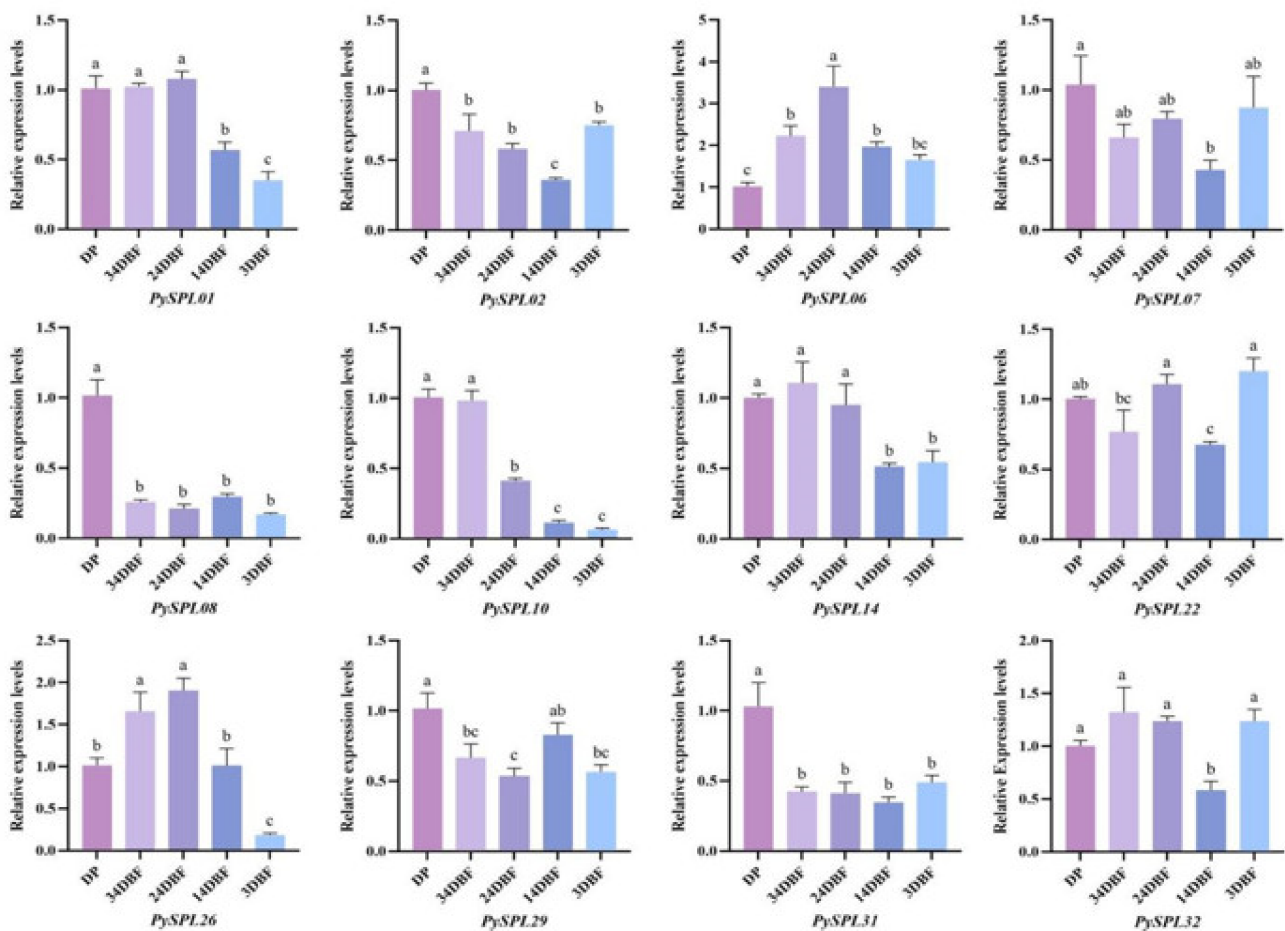 Relative expression levels
1.5
1.0
0.5
0.0
a
a
a
b
c
DP
34DBF
24DBF
14DBF
3DBF
PySPL01
Relative expression levels
1.5
1.0
0.5
0.0
a
b
b
c
b
DP
34DBF
24DBF
14DBF
3DBF
PySPL02
Relative expression levels
5
4
3
2
1
0
c
b
a
b
bc
DP
34DBF
24DBF
14DBF
3DBF
PySPL06
Relative expression levels
1.5
1.0
0.5
0.0
a
ab
ab
b
ab
DP
34DBF
24DBF
14DBF
3DBF
PySPL07
Relative expression levels
1.5
1.0
0.5
0.0
a
b
b
b
b
DP
34DBF
24DBF
14DBF
3DBF
PySPL08
Relative expression levels
1.5
1.0
0.5
0.0
a
a
b
c
c
DP
34DBF
24DBF
14DBF
3DBF
PySPL10
Relative expression levels
1.5
1.0
0.5
0.0
a
a
a
b
b
DP
34DBF
24DBF
14DBF
3DBF
PySPL14
Relative expression levels
1.5
1.0
0.5
0.0
ab
bc
a
c
a
DP
34DBF
24DBF
14DBF
3DBF
PySPL22
Relative expression levels
2.5
2.0
1.5
1.0
0.5
0.0
b
a
a
b
c
DP
34DBF
24DBF
14DBF
3DBF
PySPL26
Relative expression levels
1.5
1.0
0.5
0.0
a
bc
c
ab
bc
DP
34DBF
24DBF
14DBF
3DBF
PySPL29
Relative expression levels
1.5
1.0
0.5
0.0
a
b
b
b
b
DP
34DBF
24DBF
14DBF
3DBF
PySPL31
Relative Expression levels
2.0
1.5
1.0
0.5
0.0
a
a
a
b
a
DP
34DBF
24DBF
14DBF
3DBF
PySPL32